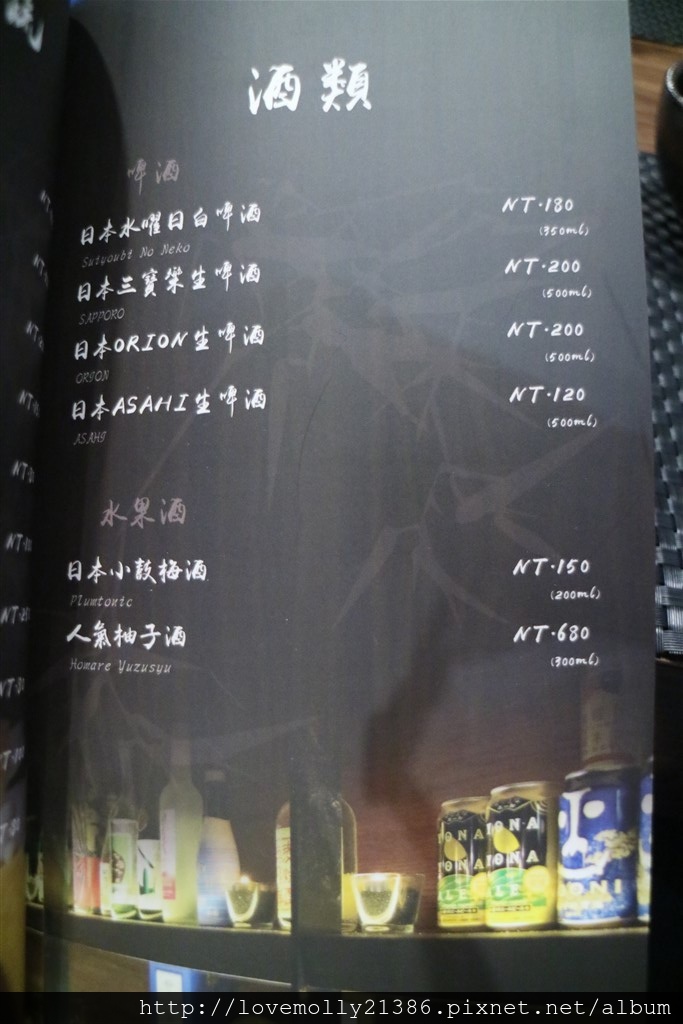 酒類
啤酒
日本水曜日白啤酒 NT.180
Suiyoubi No Neko (350ml)
日本三寶樂生啤酒 NT.200
SAPPORO (500ml)
日本ORION生啤酒 NT.200
ORION (500ml)
日本ASAHI生啤酒 NT.120
ASAHI (500ml)
水果酒
日本小鼓梅酒 NT.150
Plumtonic (200ml)
人氣柚子酒 NT.680
Homare Yuzusyu (300ml)
http://lovemolly21386.pixnet.net/album